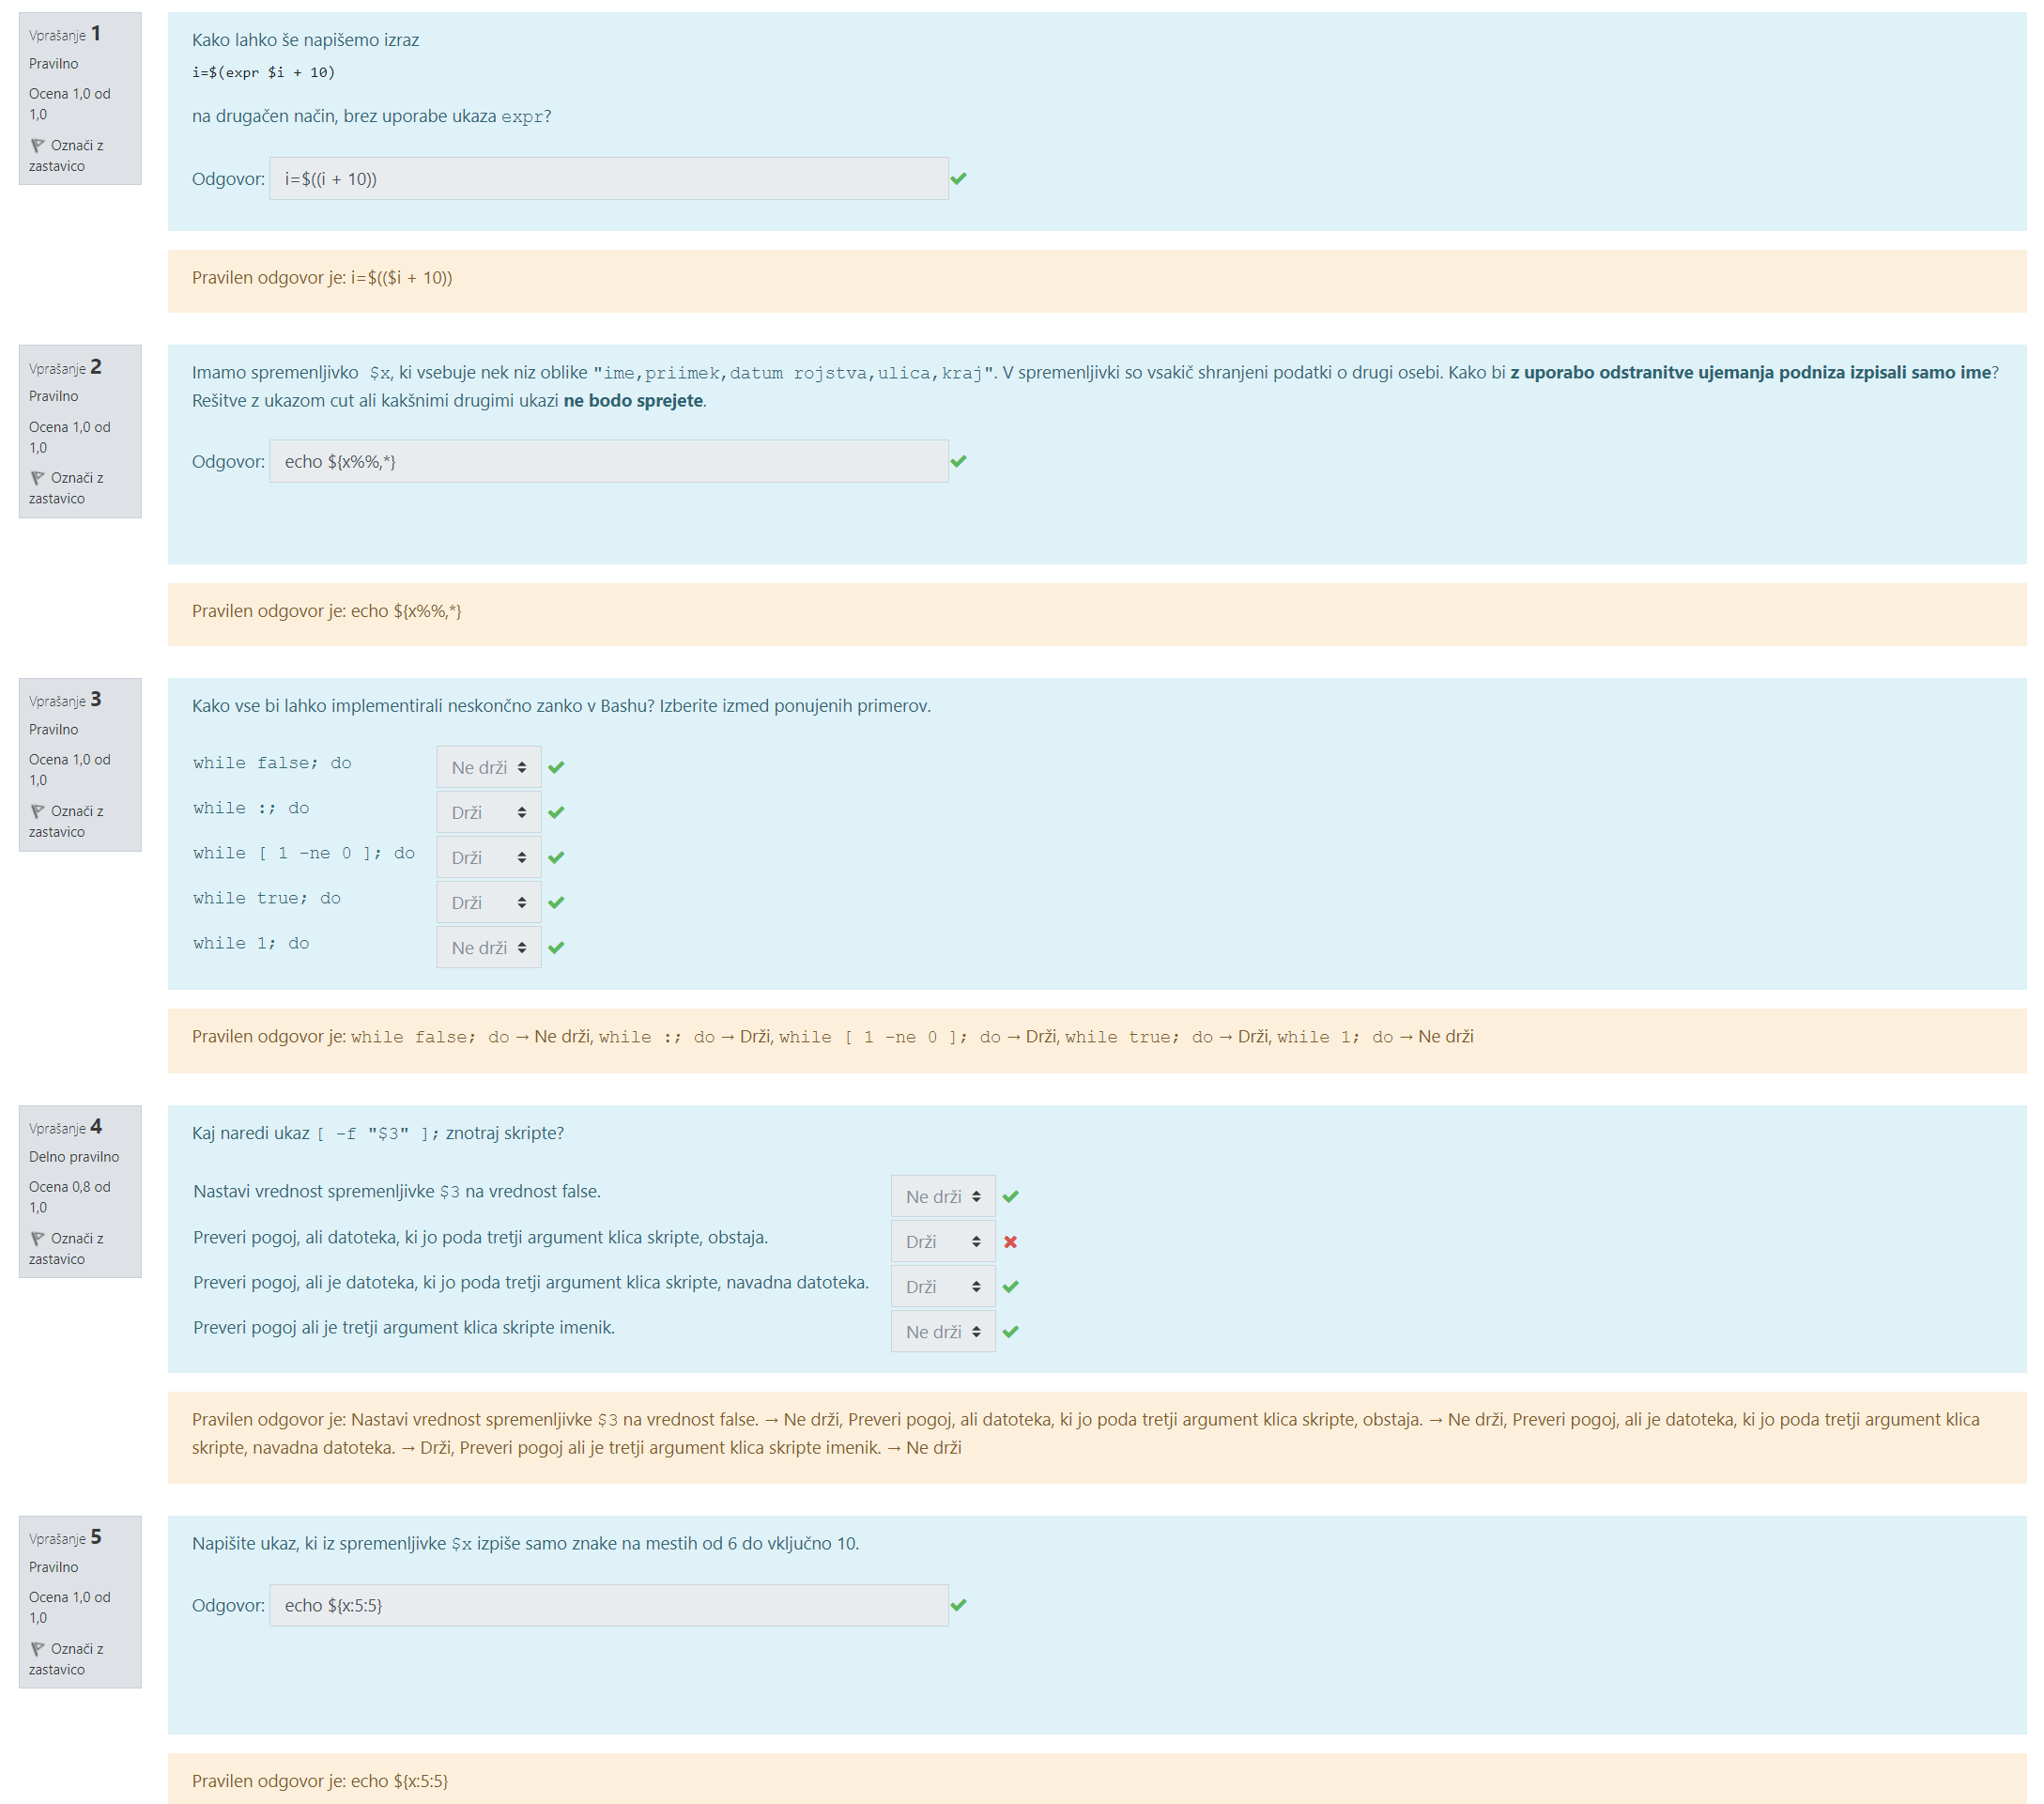 Vprašanje 1
Pravilno
Ocena 1,0 od
1,0
Označi z
zastavico
Kako lahko še napišemo izraz
i=$(expr $i + 10)
na drugačen način, brez uporabe ukaza expr?
Odgovor: i=$((i + 10))
Pravilen odgovor je: i=$(($i + 10))
Vprašanje 2
Pravilno
Ocena 1,0 od
1,0
Označi z
zastavico
Imamo spremenljivko $x, ki vsebuje nek niz oblike "ime,priimek,datum rojstva,ulica,kraj". V spremenljivki so vsakič shranjeni podatki o drugi osebi. Kako bi z uporabo odstranitve ujemanja podniza izpisali samo ime?
Rešitve z ukazom cut ali kakšnimi drugimi ukazi ne bodo sprejete.
Odgovor: echo ${x%%,*}
Pravilen odgovor je: echo ${x%%,*}
Vprašanje 3
Pravilno
Ocena 1,0 od
1,0
Označi z
zastavico
Kako vse bi lahko implementirali neskončno zanko v Bashu? Izberite izmed ponujenih primerov.
while false; do Ne drži
while :; do Drži
while [ 1 -ne 0 ]; do Drži
while true; do Drži
while 1; do Ne drži
Pravilen odgovor je: while false; do → Ne drži, while :; do → Drži, while [ 1 -ne 0 ]; do → Drži, while true; do → Drži, while 1; do → Ne drži
Vprašanje 4
Delno pravilno
Ocena 0,8 od
1,0
Označi z
zastavico
Kaj naredi ukaz [ -f "$3" ]; znotraj skripte?
Nastavi vrednost spremenljivke $3 na vrednost false. Ne drži
Preveri pogoj, ali datoteka, ki jo poda tretji argument klica skripte, obstaja. Drži
Preveri pogoj, ali je datoteka, ki jo poda tretji argument klica skripte, navadna datoteka. Drži
Preveri pogoj ali je tretji argument klica skripte imenik. Ne drži
Pravilen odgovor je: Nastavi vrednost spremenljivke $3 na vrednost false. → Ne drži, Preveri pogoj, ali datoteka, ki jo poda tretji argument klica skripte, obstaja. → Ne drži, Preveri pogoj, ali je datoteka, ki jo poda tretji argument klica
skripte, navadna datoteka. → Drži, Preveri pogoj ali je tretji argument klica skripte imenik. → Ne drži
Vprašanje 5
Pravilno
Ocena 1,0 od
1,0
Označi z
zastavico
Napišite ukaz, ki iz spremenljivke $x izpiše samo znake na mestih od 6 do vključno 10.
Odgovor: echo ${x:5:5}
Pravilen odgovor je: echo ${x:5:5}